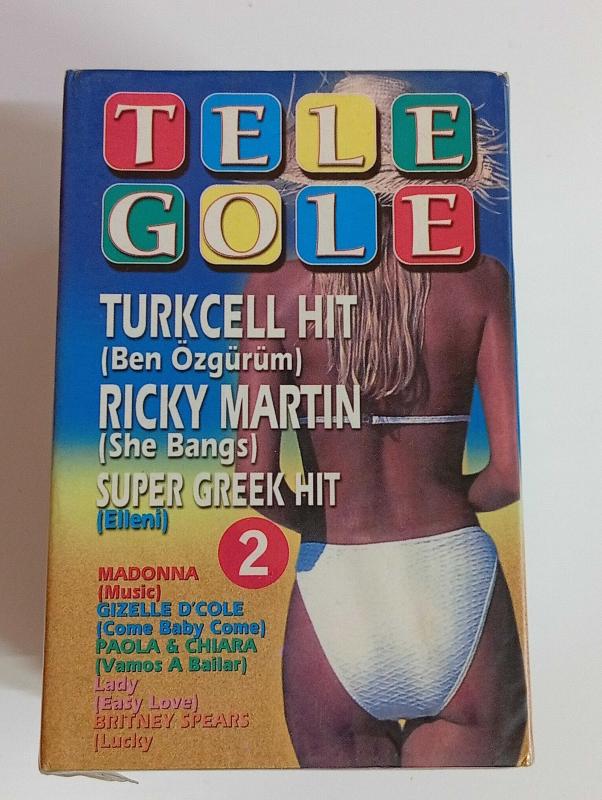 TELE
GOLE
TURKCELL HIT
(Ben Özgürüm)
RICKY MARTIN
(She Bangs)
SUPER GREEK HIT
(Elleni)
2
MADONNA
(Music)
GIZELLE D'COLE
(Come Baby Come)
PAOLA & CHIARA
(Vamos A Bailar)
Lady
(Easy Love)
BRITNEY SPEARS
(Lucky